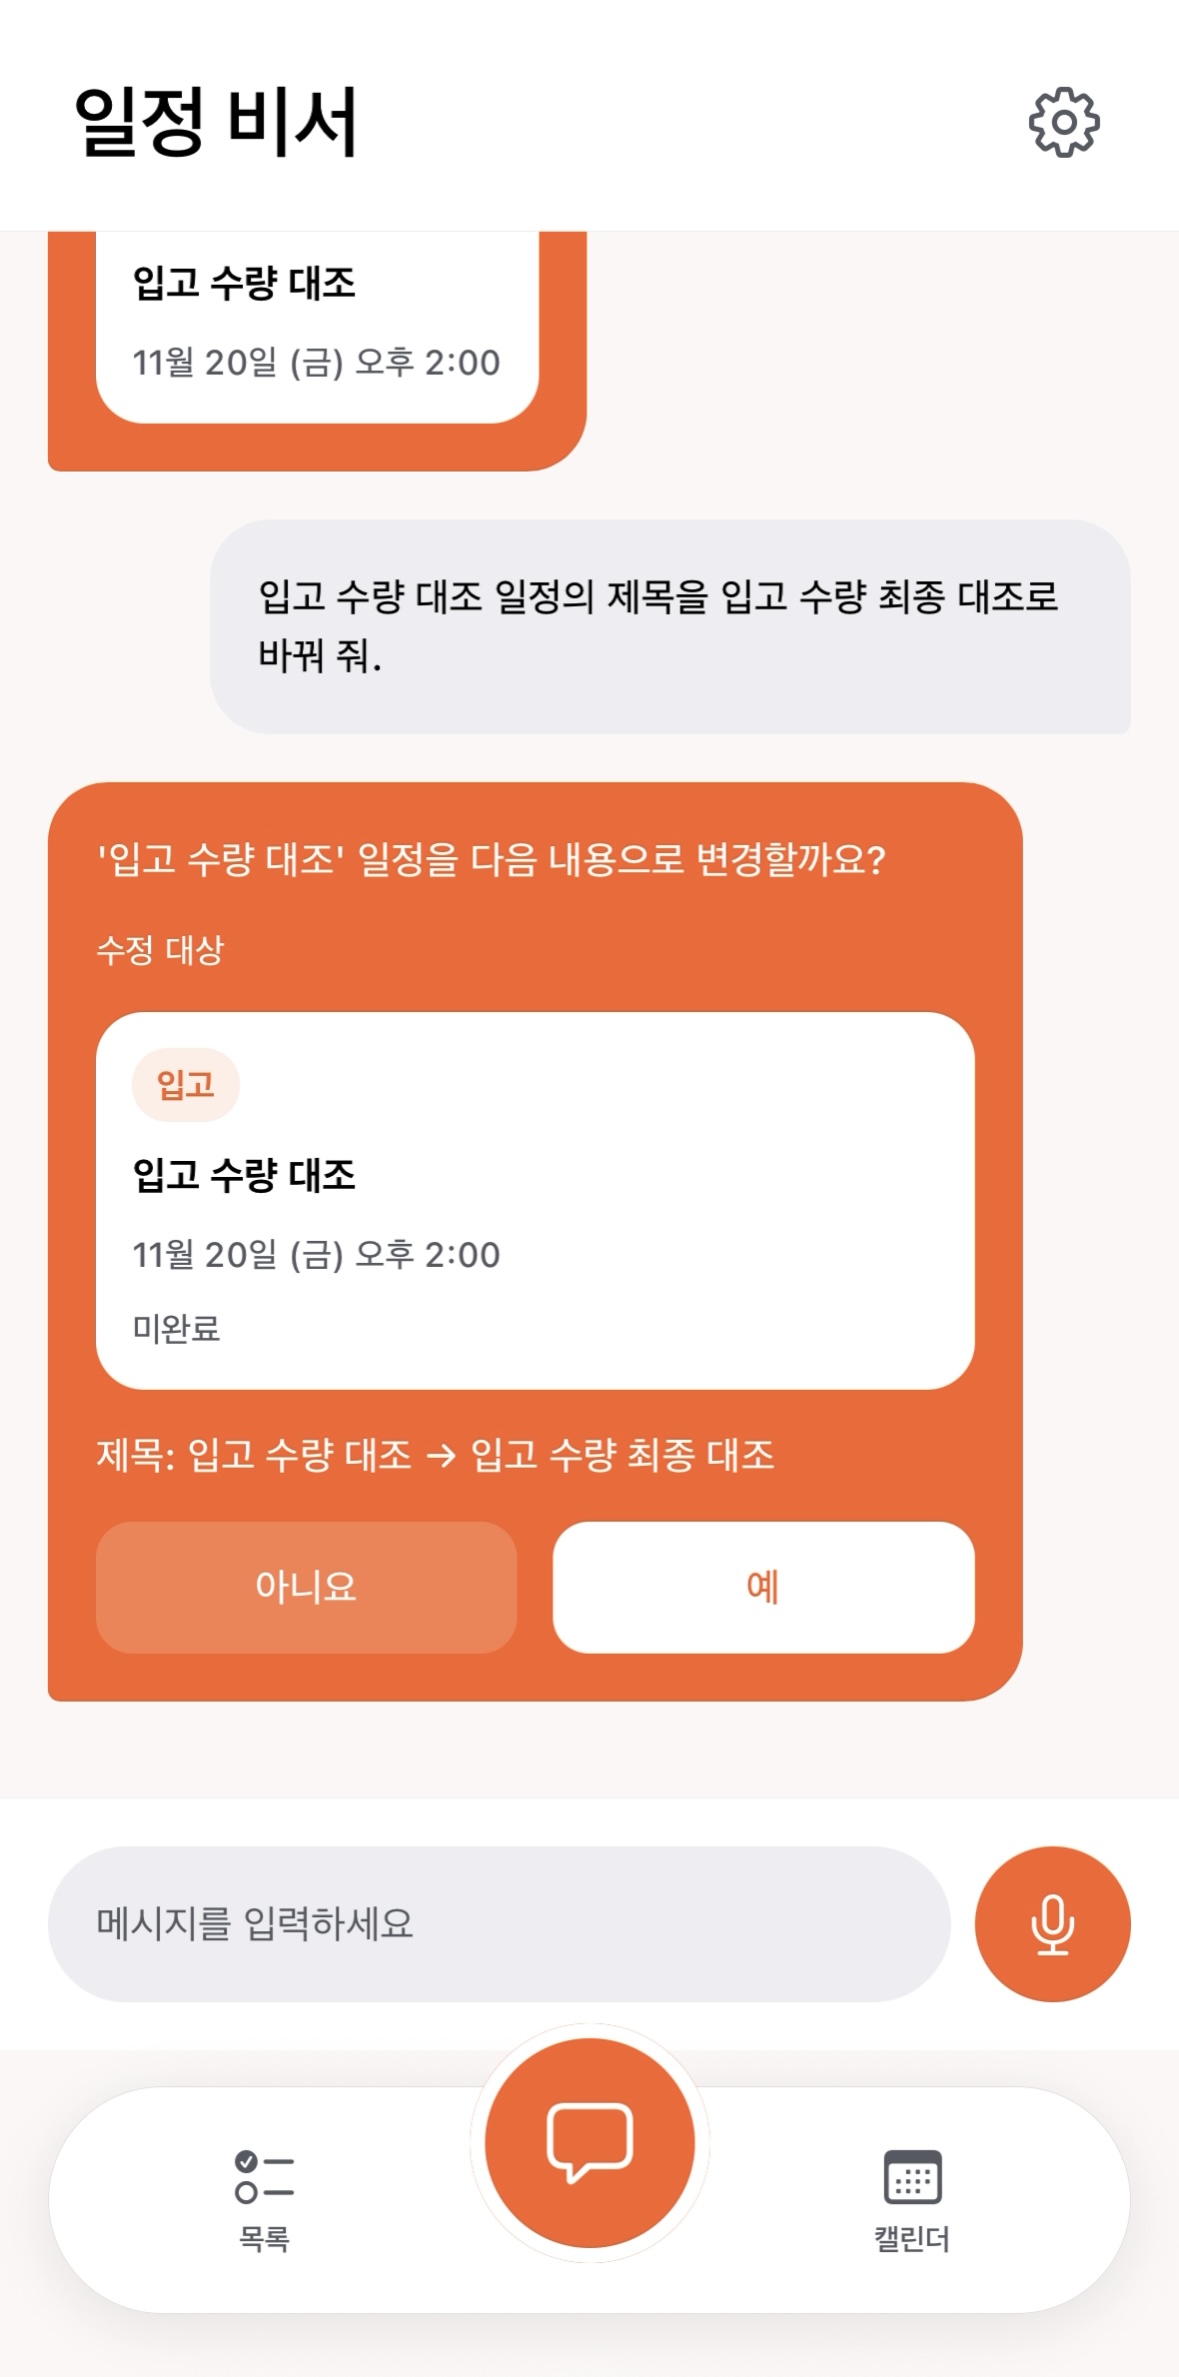 일정 비서
입고 수량 대조
11월 20일 (금) 오후 2:00
입고 수량 대조 일정의 제목을 입고 수량 최종 대조로
바꿔 줘.
'입고 수량 대조' 일정을 다음 내용으로 변경할까요?
수정 대상
입고
입고 수량 대조
11월 20일 (금) 오후 2:00
미완료
제목: 입고 수량 대조 → 입고 수량 최종 대조
아니요
예
메시지를 입력하세요
목록
캘린더